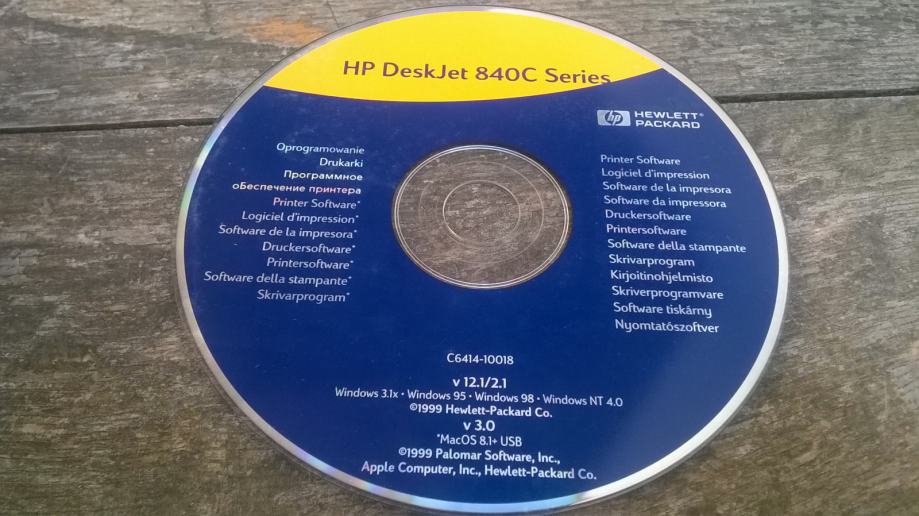 HP DeskJet 840C Series
hp HEWLETT®
PACKARD
Oprogramowanie
Drukarki
Программное
обеспечение принтера
Printer Software*
Logiciel d'impression*
Software de la impresora*
Druckersoftware*
Printersoftware*
Software della stampante*
Skrivarprogram*
Printer Software
Logiciel d'impression
Software de la impresora
Software da impressora
Druckersoftware
Printersoftware
Software della stampante
Skrivarprogram
Kirjoitinohjelmisto
Skriverprogramvare
Software tiskárny
Nyomtatószoftver
C6414-10018
v 12.1/2.1
Windows 3.1x • Windows 95 • Windows 98 • Windows NT 4.0
©1999 Hewlett-Packard Co.
v 3.0
*MacOS 8.1+ USB
©1999 Palomar Software, Inc.,
Apple Computer, Inc., Hewlett-Packard Co.